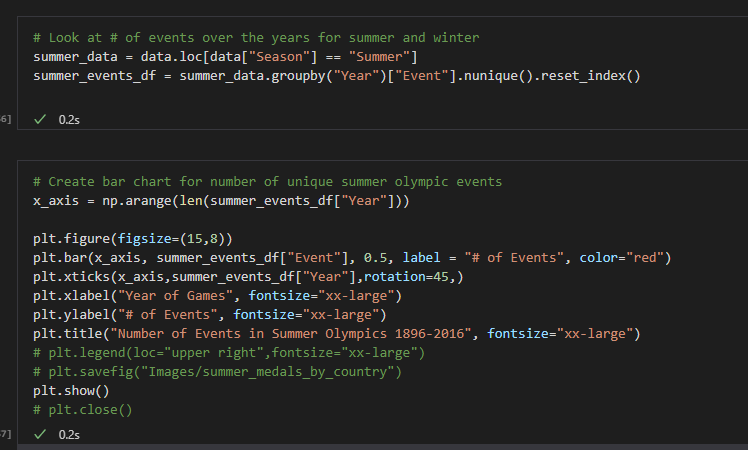 # Look at # of events over the years for summer and winter
summer_data = data.loc[data["Season"] == "Summer"]
summer_events_df = summer_data.groupby("Year")["Event"].nunique().reset_index()
6]
0.2s
# Create bar chart for number of unique summer olympic events
x_axis = np.arange(len(summer_events_df["Year"]))
plt.figure(figsize=(15,8))
plt.bar(x_axis, summer_events_df["Event"], 0.5, label = "# of Events", color="red")
plt.xticks(x_axis,summer_events_df["Year"],rotation=45,)
plt.xlabel("Year of Games", fontsize="xx-large")
plt.ylabel("# of Events", fontsize="xx-large")
plt.title("Number of Events in Summer Olympics 1896-2016", fontsize="xx-large")
# plt.legend(loc="upper right",fontsize="xx-large")
# plt.savefig("Images/summer_medals_by_country")
plt.show()
# plt.close()
7]
0.2s